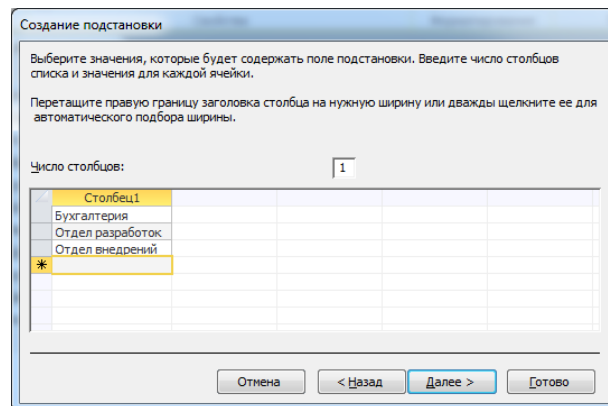 Создание подстановки
Выберите значения, которые будет содержать поле подстановки. Введите число столбцов
списка и значения для каждой ячейки.
Перетащите правую границу заголовка столбца на нужную ширину или дважды щелкните ее для
автоматического подбора ширины.
Число столбцов: 1
Столбец1
Бухгалтерия
Отдел разработок
Отдел внедрений
Отмена < Назад Далее > Готово